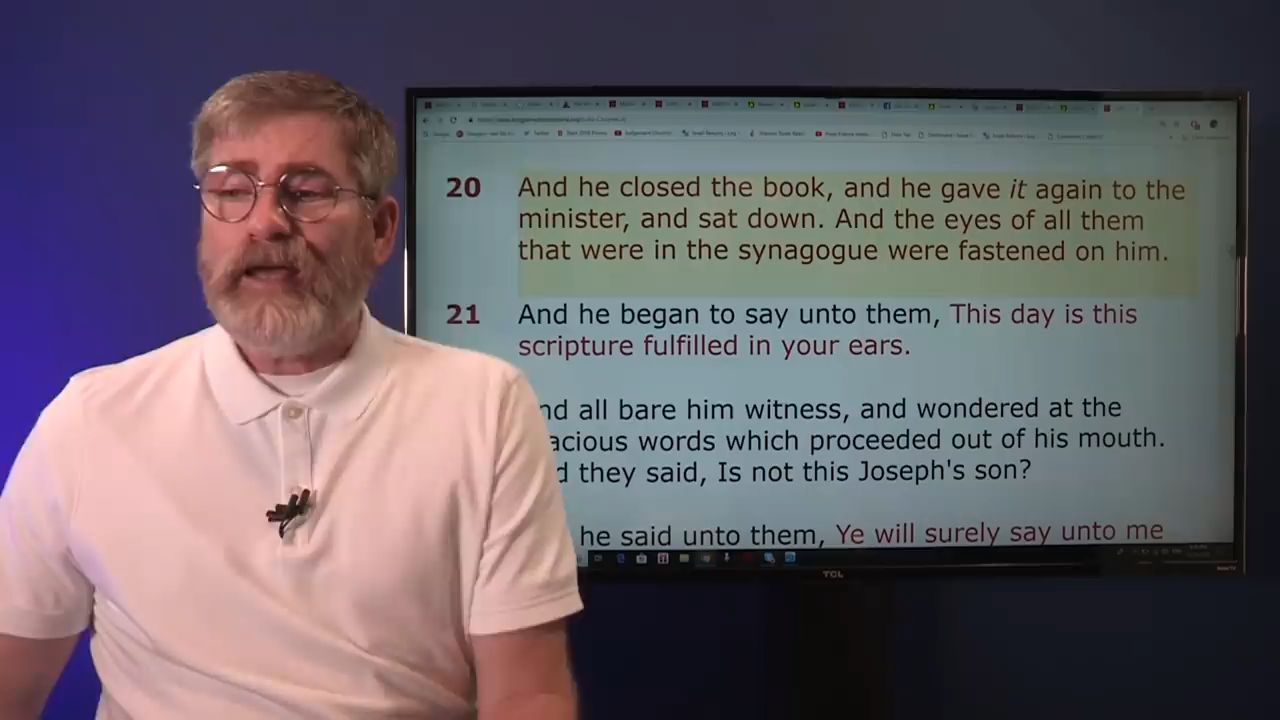 20 And he closed the book, and he gave it again to the
minister, and sat down. And the eyes of all them
that were in the synagogue were fastened on him.
21 And he began to say unto them, This day is this
scripture fulfilled in your ears.
all bare him witness, and wondered at the
words which proceeded out of his mouth.
they said, Is not this Joseph's son?
he said unto them, Ye will surely say unto me
TCL